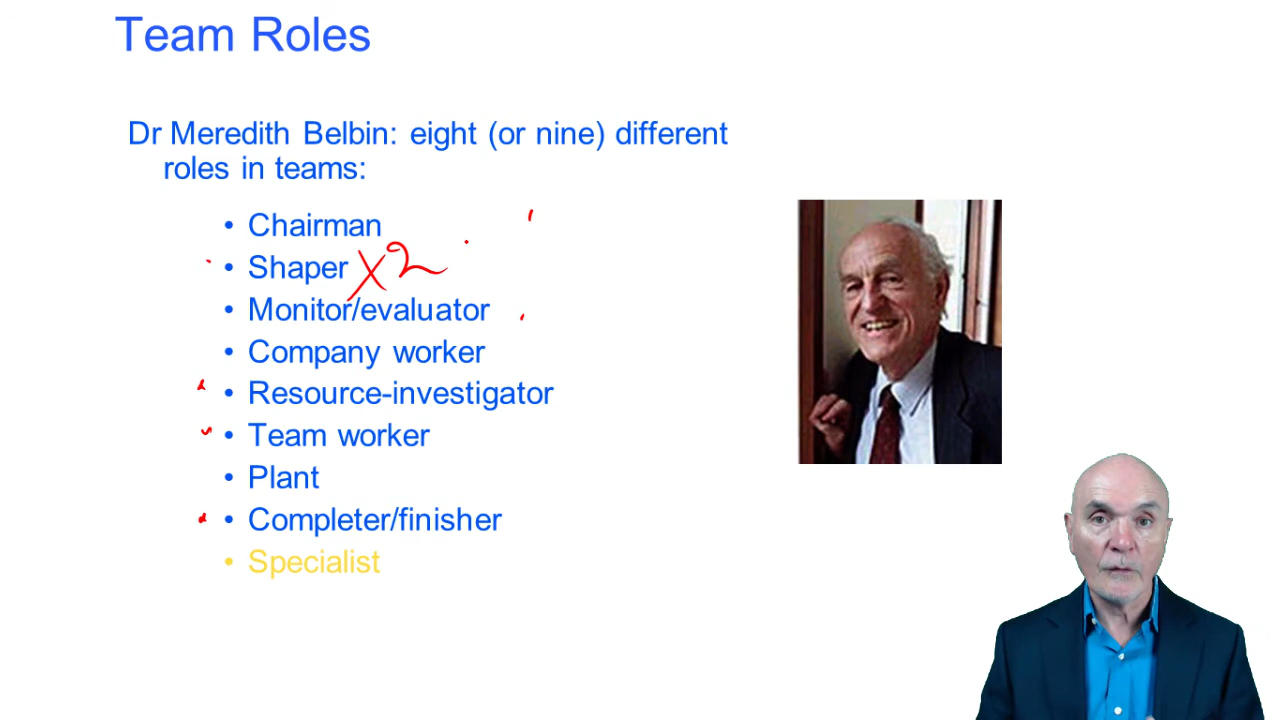 Team Roles
Dr Meredith Belbin: eight (or nine) different
roles in teams:
• Chairman
• Shaper x2
• Monitor/evaluator
• Company worker
• Resource-investigator
• Team worker
• Plant
• Completer/finisher
• Specialist